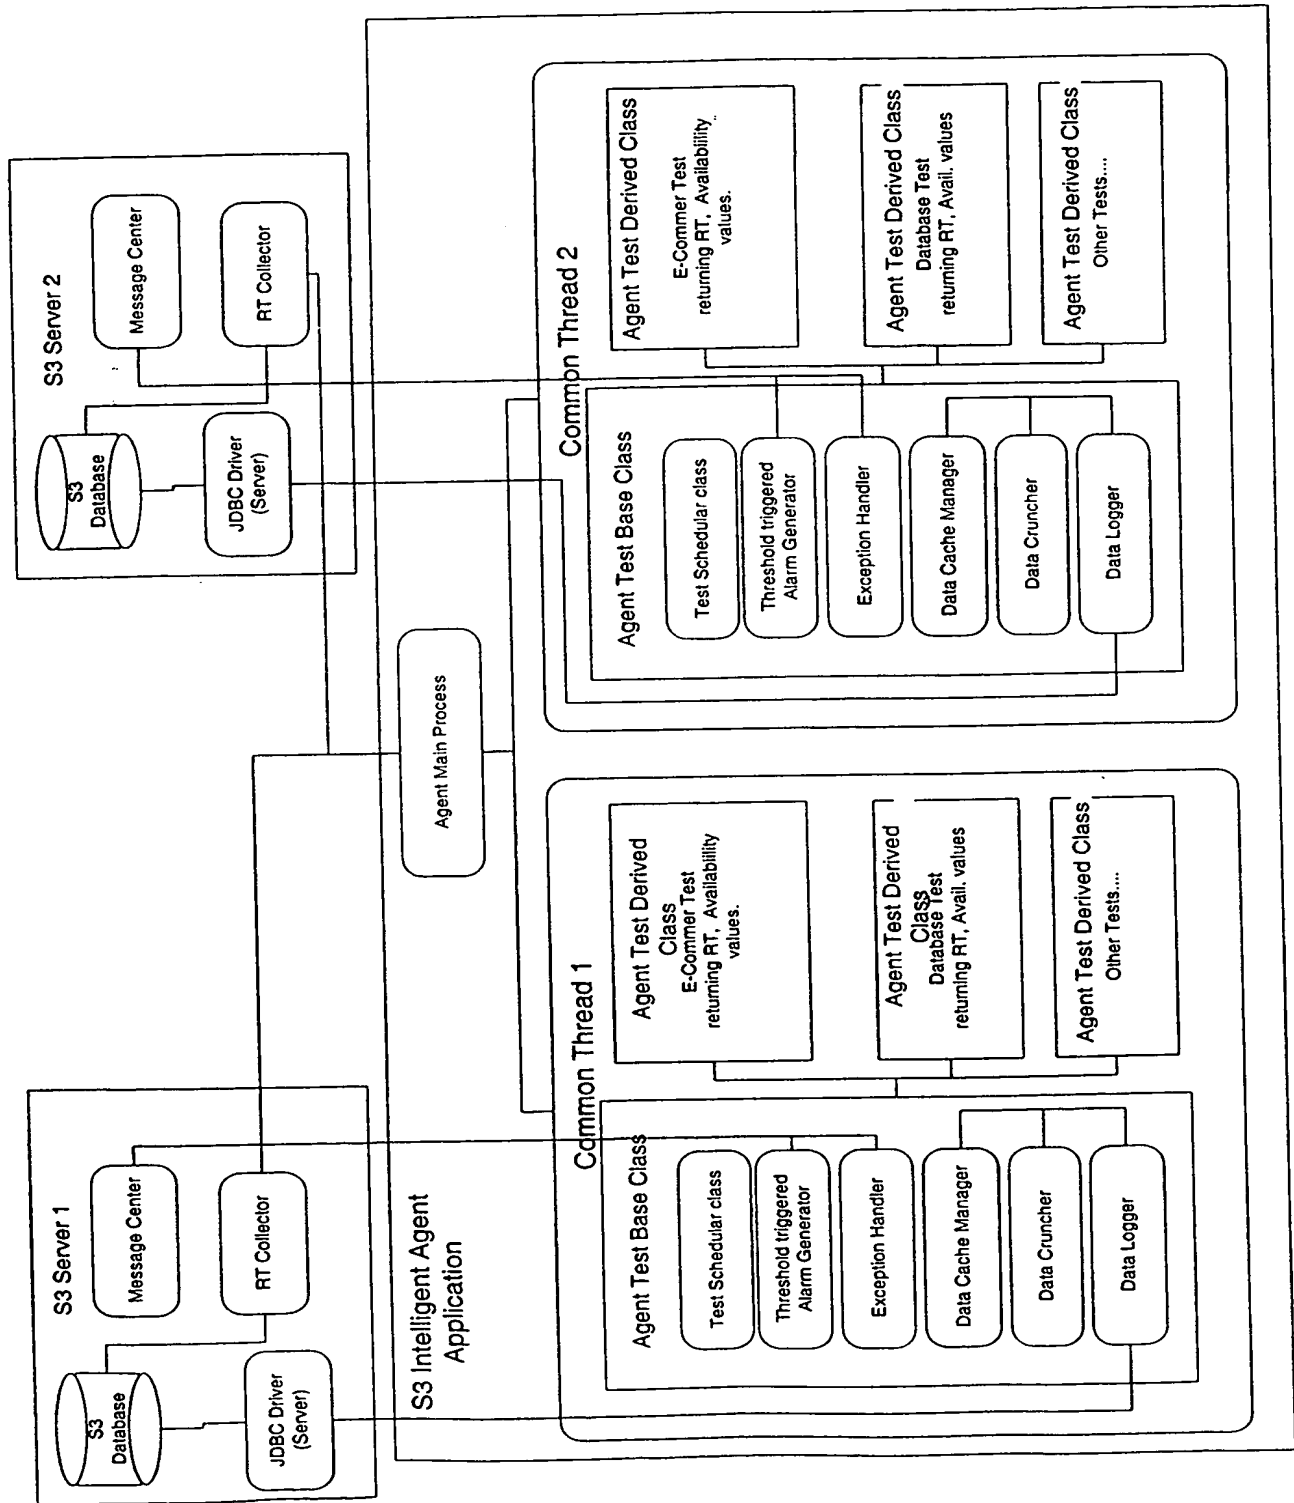 S3 Server 1
S3
Database
Message Center
JDBC Driver
(Server)
RT Collector
S3 Server 2
S3
Database
Message Center
JDBC Driver
(Server)
RT Collector
S3 Intelligent Agent
Application
Agent Main Process
Common Thread 1
Agent Test Base Class
Test Schedular class
Threshold triggered
Alarm Generator
Exception Handler
Data Cache Manager
Data Cruncher
Data Logger
Agent Test Derived
Class
E-Commer Test
returning RT, Availability
values.
Agent Test Derived
Class
Database Test
returning RT, Avail. values
Agent Test Derived Class
Other Tests....
Common Thread 2
Agent Test Base Class
Test Schedular class
Threshold triggered
Alarm Generator
Exception Handler
Data Cache Manager
Data Cruncher
Data Logger
Agent Test Derived Class
E-Commer Test
returning RT, Availability
values.
Agent Test Derived Class
Database Test
returning RT, Avail. values
Agent Test Derived Class
Other Tests....